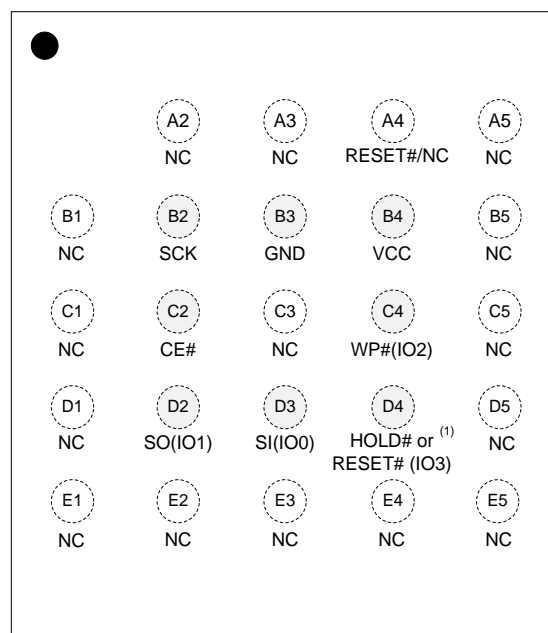 A2 A3 A4 A5
NC NC RESET#/NC NC
B1 B2 B3 B4 B5
NC SCK GND VCC NC
C1 C2 C3 C4 C5
NC CE# NC WP#(IO2) NC
D1 D2 D3 D4 D5
NC SO(IO1) SI(IO0) HOLD# or (1) NC
RESET# (IO3)
E1 E2 E3 E4 E5
NC NC NC NC NC